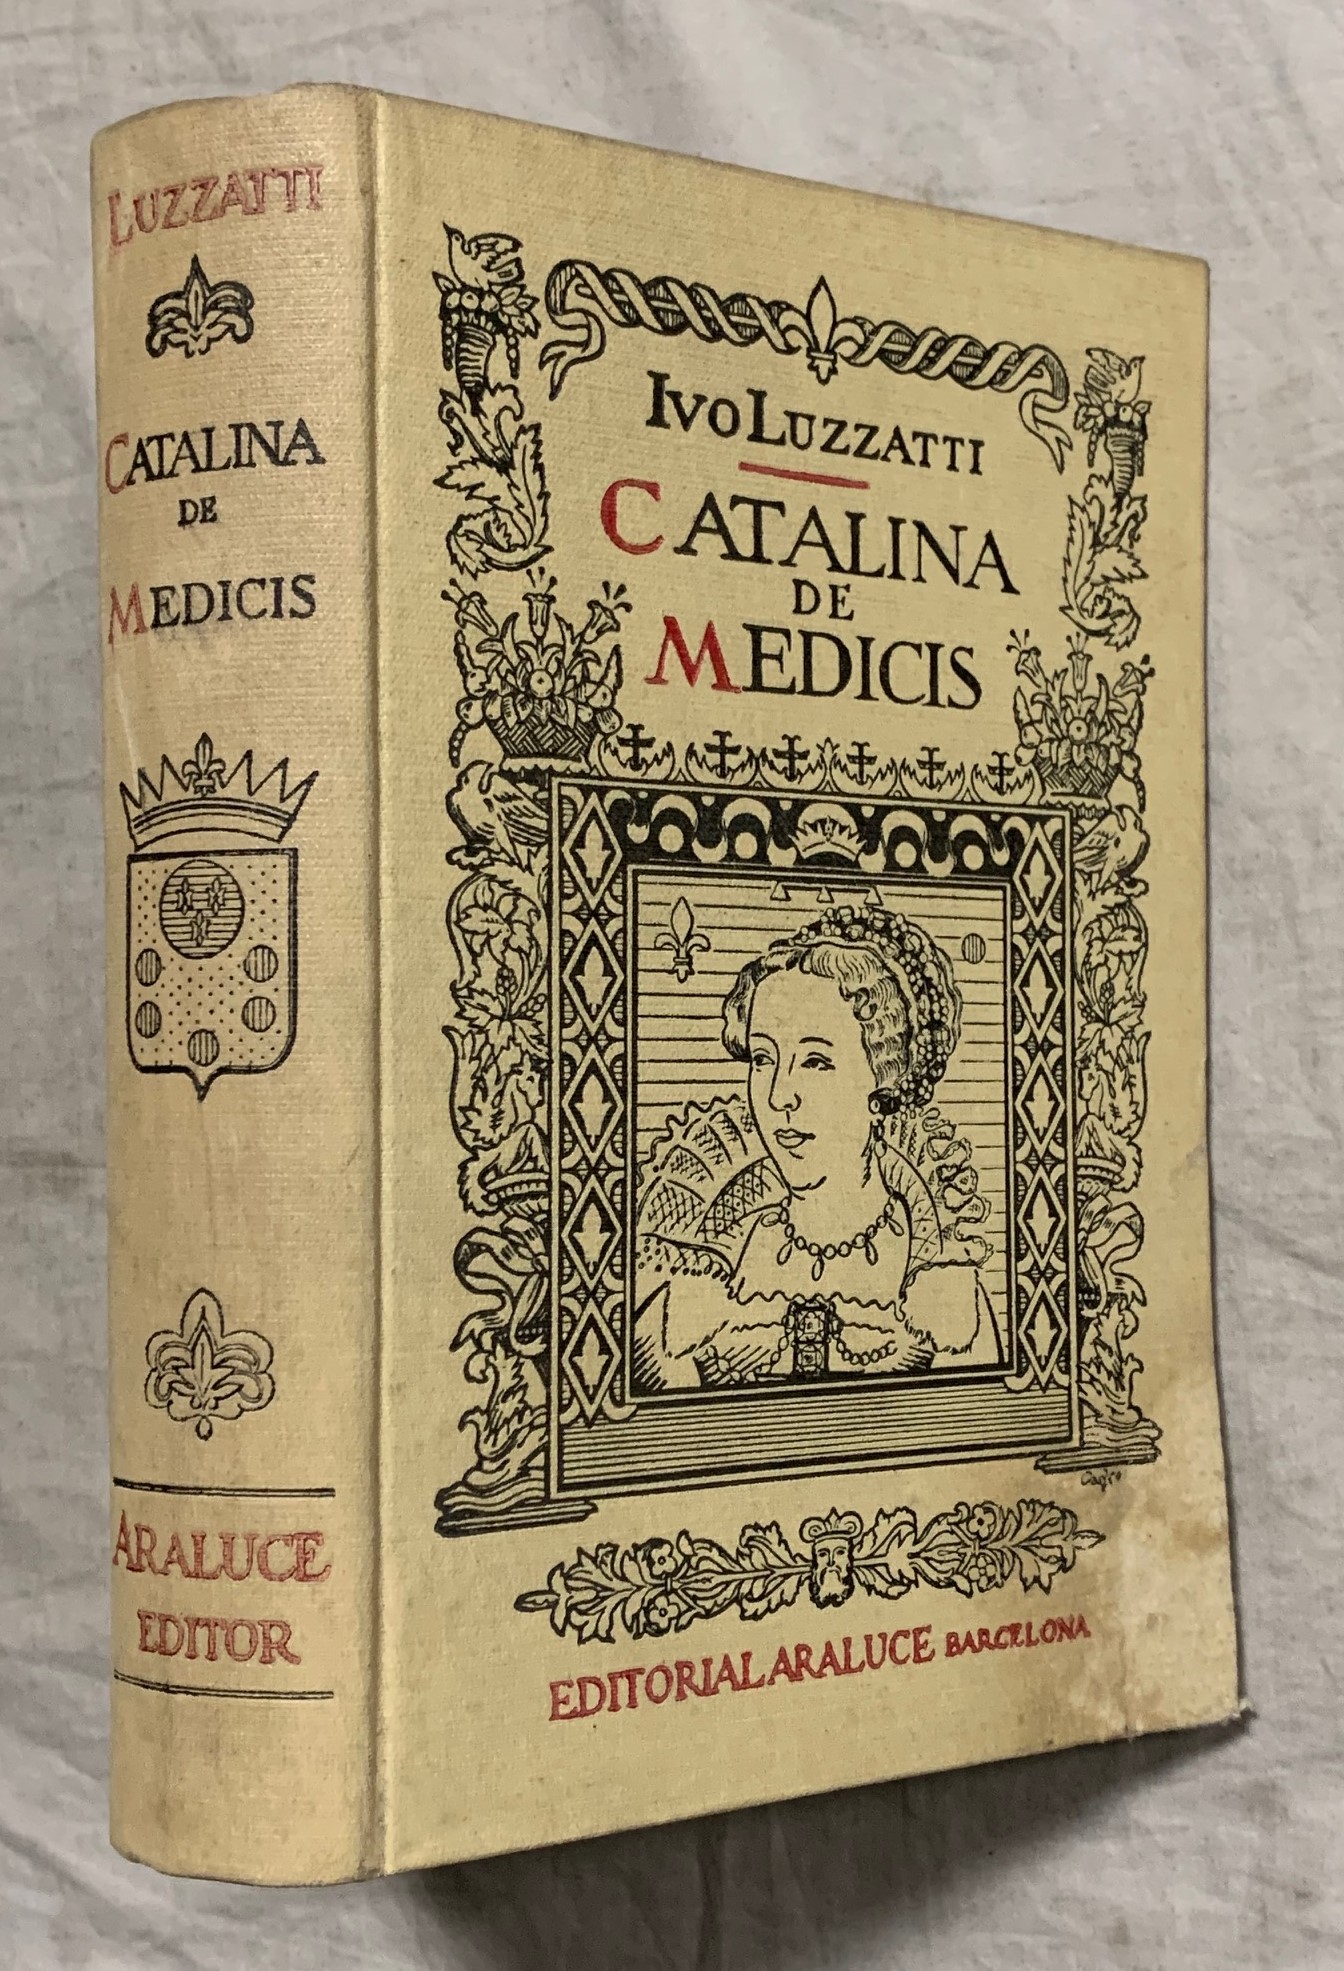 LUZZATTI
CATALINA
DE
MEDICIS
ARALUCE
EDITOR
IVO LUZZATTI
CATALINA
DE
MEDICIS
EDITORIAL ARALUCE BARCELONA